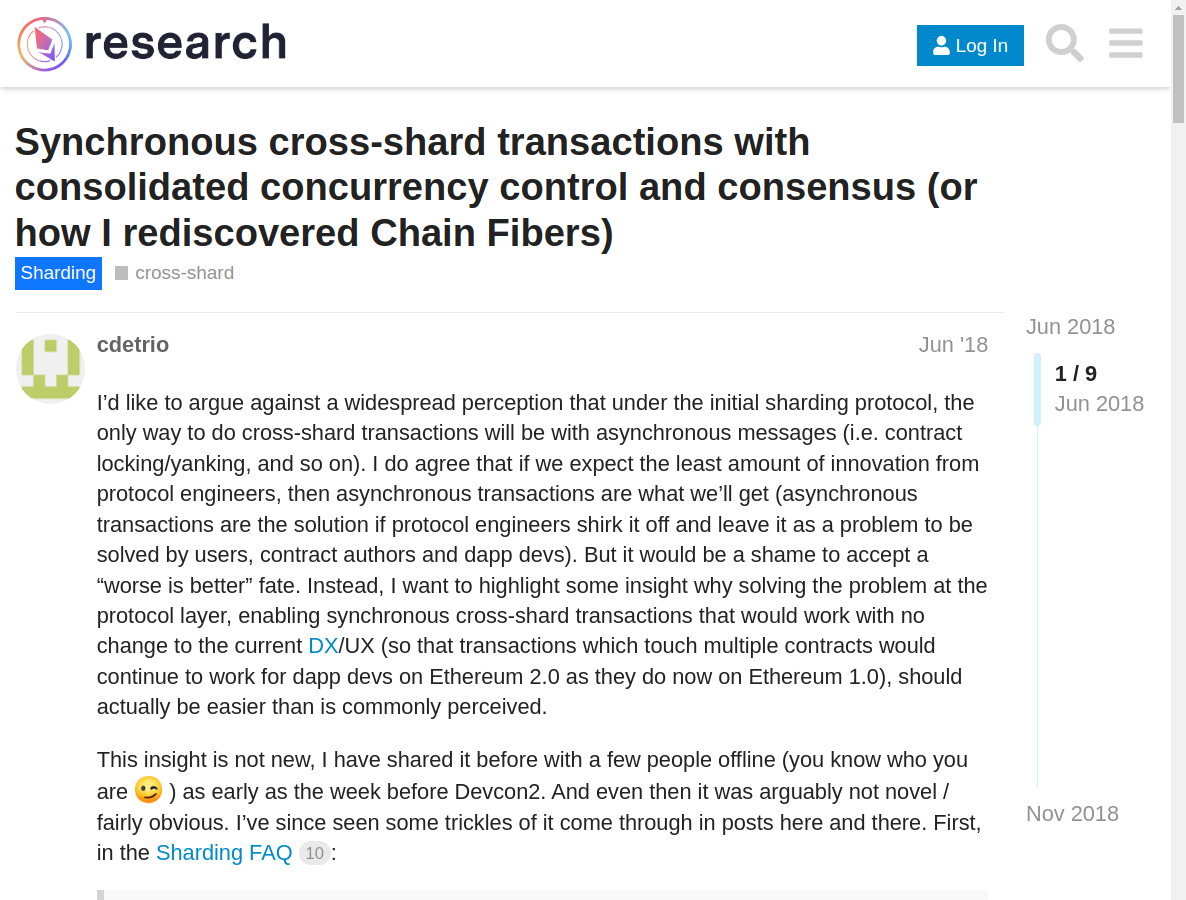 research
Log In
Synchronous cross-shard transactions with
consolidated concurrency control and consensus (or
how I rediscovered Chain Fibers)
Sharding cross-shard
cdetrio Jun '18
I’d like to argue against a widespread perception that under the initial sharding protocol, the
only way to do cross-shard transactions will be with asynchronous messages (i.e. contract
locking/yanking, and so on). I do agree that if we expect the least amount of innovation from
protocol engineers, then asynchronous transactions are what we’ll get (asynchronous
transactions are the solution if protocol engineers shirk it off and leave it as a problem to be
solved by users, contract authors and dapp devs). But it would be a shame to accept a
“worse is better” fate. Instead, I want to highlight some insight why solving the problem at the
protocol layer, enabling synchronous cross-shard transactions that would work with no
change to the current DX/UX (so that transactions which touch multiple contracts would
continue to work for dapp devs on Ethereum 2.0 as they do now on Ethereum 1.0), should
actually be easier than is commonly perceived.
This insight is not new, I have shared it before with a few people offline (you know who you
are 😉 ) as early as the week before Devcon2. And even then it was arguably not novel /
fairly obvious. I’ve since seen some trickles of it come through in posts here and there. First,
in the Sharding FAQ 10:
Jun 2018
1 / 9
Jun 2018
Nov 2018